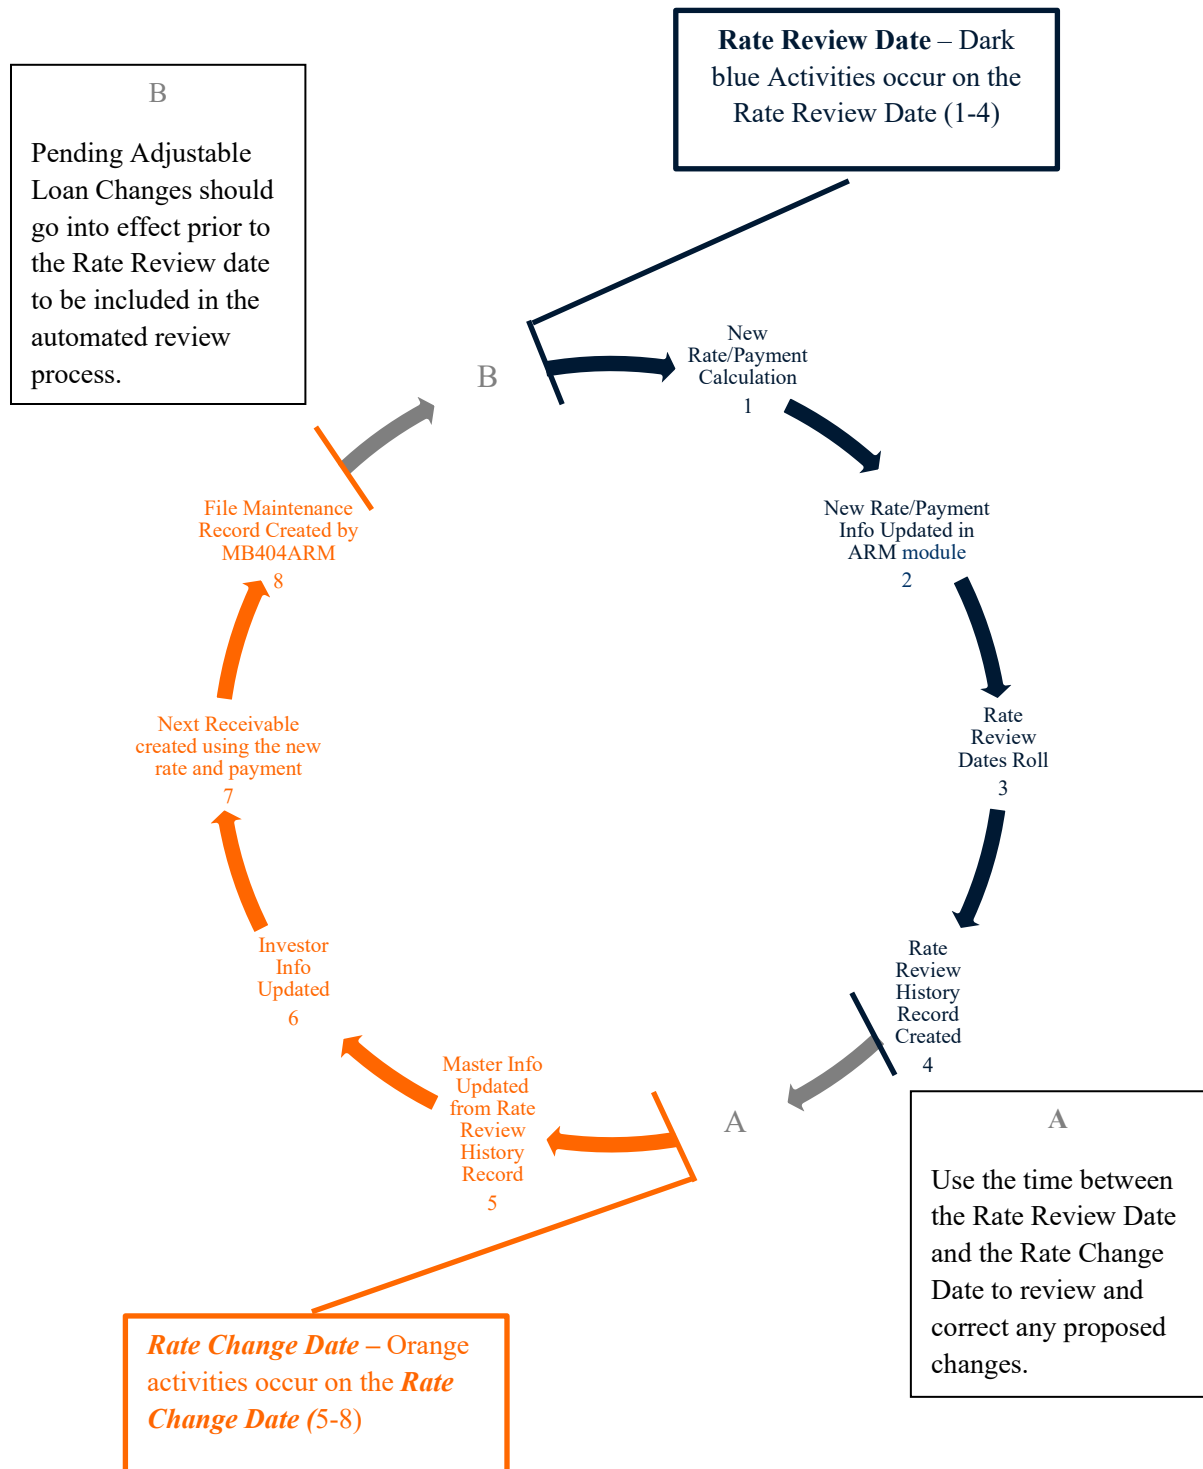 Rate Review Date – Dark
blue Activities occur on the
Rate Review Date (1-4)
B
Pending Adjustable
Loan Changes should
go into effect prior to
the Rate Review date
to be included in the
automated review
process.
B
New
Rate/Payment
Calculation
1
New Rate/Payment
Info Updated in
ARM module
2
Rate
Review
Dates Roll
3
Rate
Review
History
Record
Created
4
A
Use the time between
the Rate Review Date
and the Rate Change
Date to review and
correct any proposed
changes.
A
Master Info
Updated
from Rate
Review
History
Record
5
Investor
Info
Updated
6
Next Receivable
created using the new
rate and payment
7
File Maintenance
Record Created by
MB404ARM
8
Rate Change Date – Orange
activities occur on the Rate
Change Date (5-8)